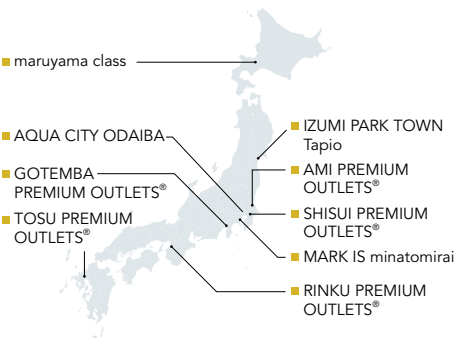 maruyama class
AQUA CITY ODAIBA
GOTEMBA
PREMIUM OUTLETS®
TOSU PREMIUM
OUTLETS®
IZUMI PARK TOWN
Tapio
AMI PREMIUM
OUTLETS®
SHISUI PREMIUM
OUTLETS®
MARK IS minatomirai
RINKU PREMIUM
OUTLETS®